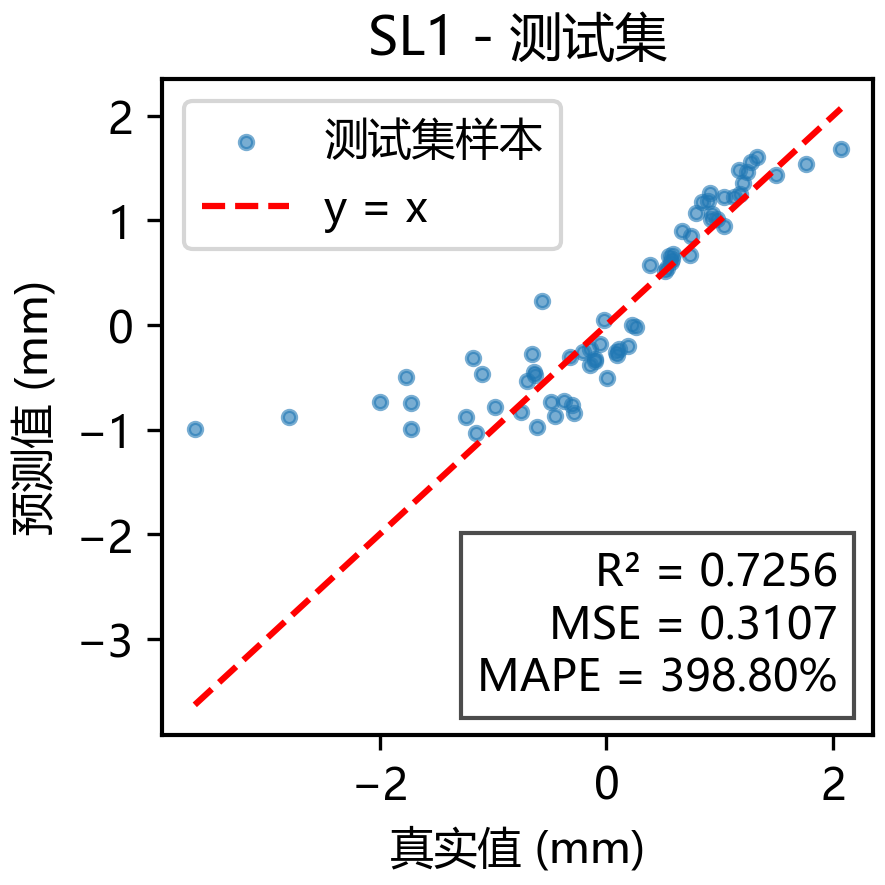 SL1 - 测试集
测试集样本
y = x
2
1
0
−1
−2
−3
预测值 (mm)
R² = 0.7256
MSE = 0.3107
MAPE = 398.80%
−2
0
2
真实值 (mm)